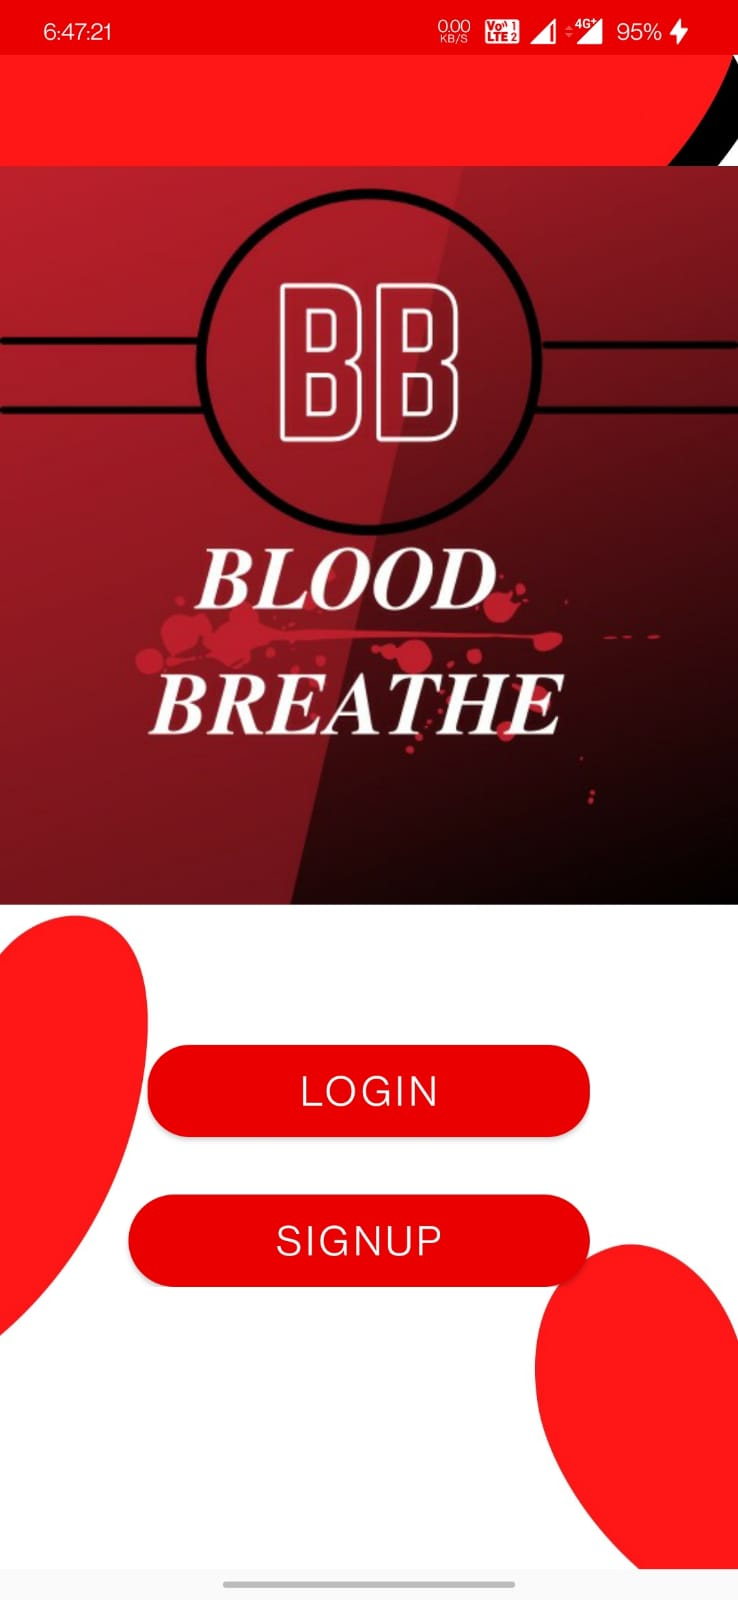 6:47:21
0.00
KB/S
Vo 1
LTE 2
4G+
95%
BB
BLOOD
BREATHE
LOGIN
SIGNUP